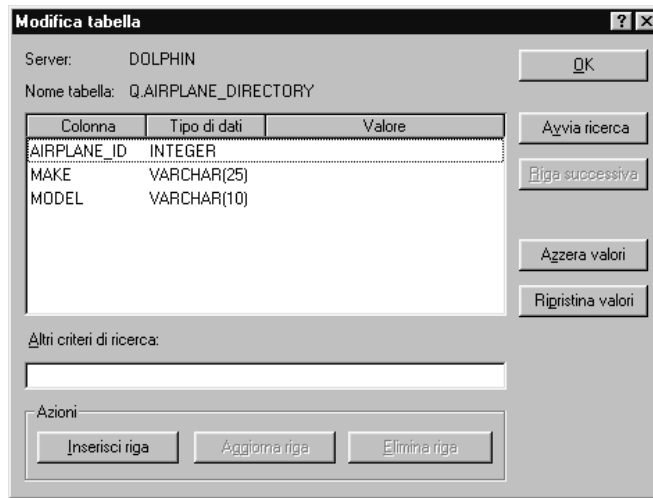 Modifica tabella
Server: DOLPHIN
OK
Nome tabella: Q.AIRPLANE_DIRECTORY
Colonna Tipo di dati Valore
Avvia ricerca
AIRPLANE_ID INTEGER
MAKE VARCHAR(25)
Riga successiva
MODEL VARCHAR(10)
Azzera valori
Ripristina valori
Altri criteri di ricerca:
Azioni
Inserisci riga Aggiorna riga Elimina riga